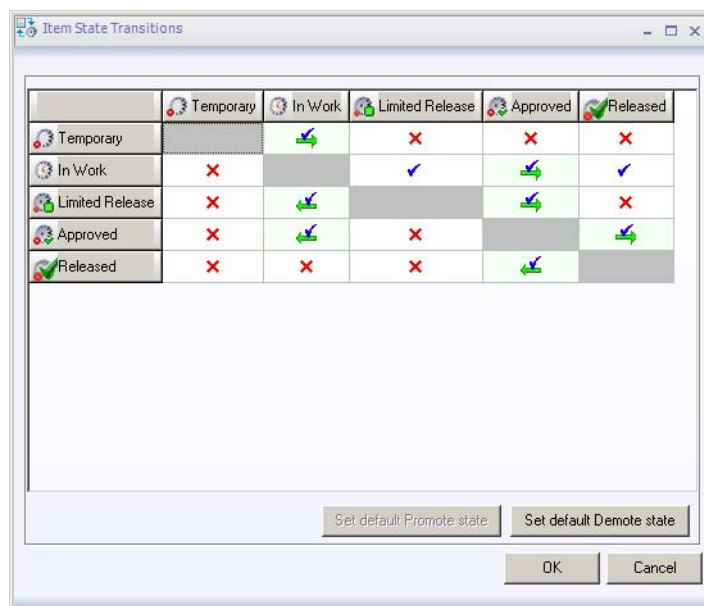 Item State Transitions
Temporary In Work Limited Release Approved Released
Temporary
In Work
Limited Release
Approved
Released
Set default Promote state Set default Demote state
OK Cancel